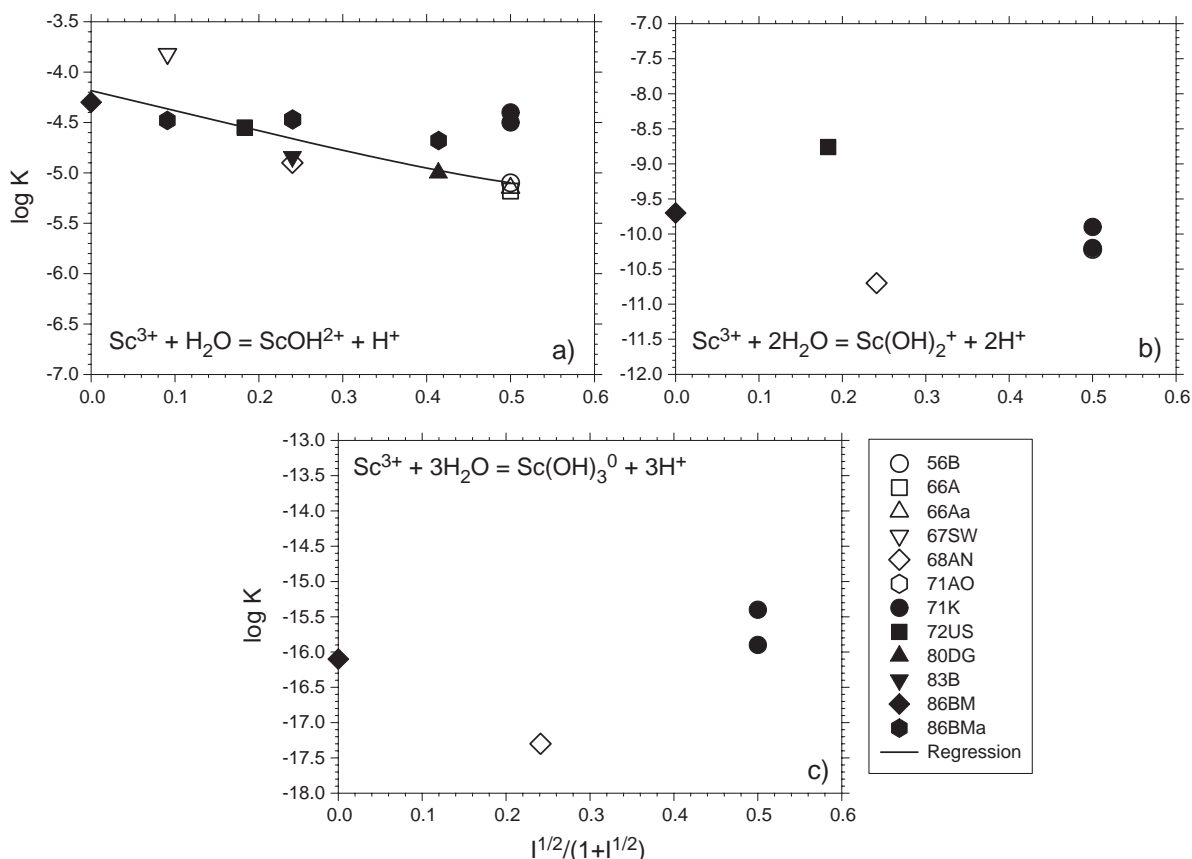 -3.5
-4.0
-4.5
-5.0
-5.5
-6.0
-6.5
-7.0
log K
0.0 0.1 0.2 0.3 0.4 0.5 0.6
Sc³⁺ + H₂O = ScOH²⁺ + H⁺
a)
-7.0
-7.5
-8.0
-8.5
-9.0
-9.5
-10.0
-10.5
-11.0
-11.5
-12.0
0.0 0.1 0.2 0.3 0.4 0.5 0.6
Sc³⁺ + 2H₂O = Sc(OH)₂⁺ + 2H⁺
b)
-13.0
-13.5
-14.0
-14.5
-15.0
-15.5
-16.0
-16.5
-17.0
-17.5
-18.0
log K
0.0 0.1 0.2 0.3 0.4 0.5 0.6
I^1/2/(1+I^1/2)
Sc³⁺ + 3H₂O = Sc(OH)₃⁰ + 3H⁺
c)
56B
66A
66Aa
67SW
68AN
71AO
71K
72US
80DG
83B
86BM
86BMa
Regression